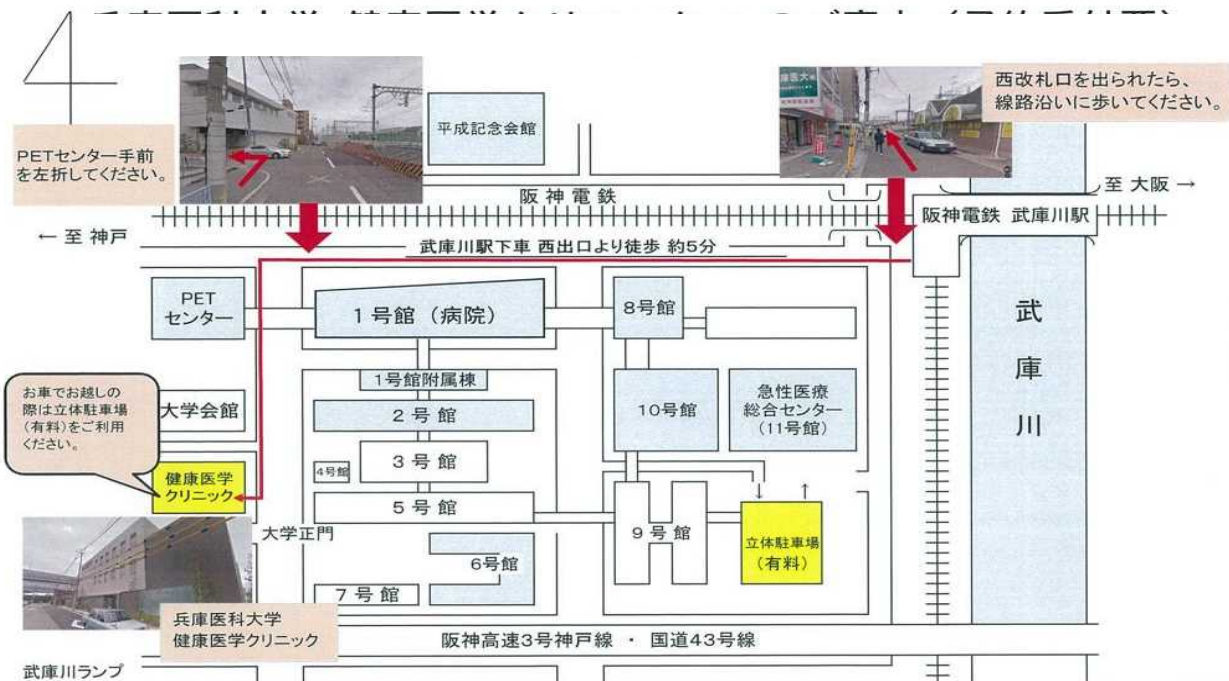 西改札口を出られたら、
線路沿いに歩いてください。
平成記念会館
PETセンター手前
を左折してください。
至 大阪 →
阪神電鉄
阪神電鉄 武庫川駅
← 至 神戸
武庫川駅下車 西出口より徒歩 約5分
PET
センター
1号館(病院)
8号館
武庫川
1号館附属棟
お車でお越しの
際は立体駐車場
(有料)をご利用
ください。
大学会館
2号館
10号館
急性医療
総合センター
(11号館)
3号館
4号館
健康医学
クリニック
5号館
大学正門
9号館
立体駐車場
(有料)
↓ ↑
6号館
7号館
兵庫医科大学
健康医学クリニック
阪神高速3号神戸線 ・ 国道43号線
武庫川ランプ